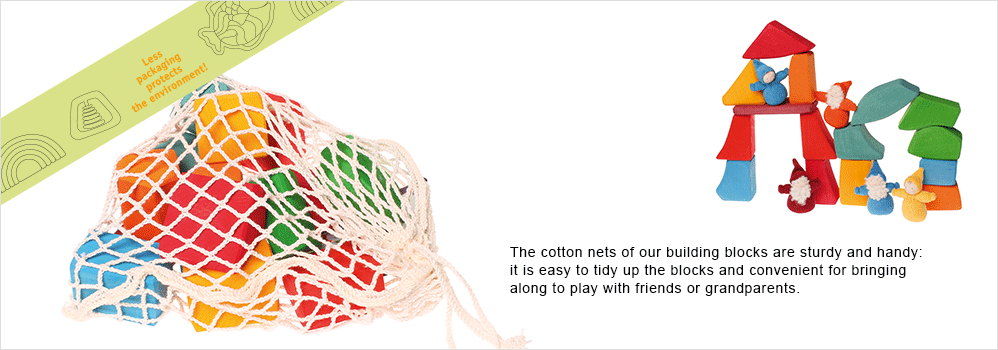 Less
packaging
protects
the environment!
The cotton nets of our building blocks are sturdy and handy:
it is easy to tidy up the blocks and convenient for bringing
along to play with friends or grandparents.